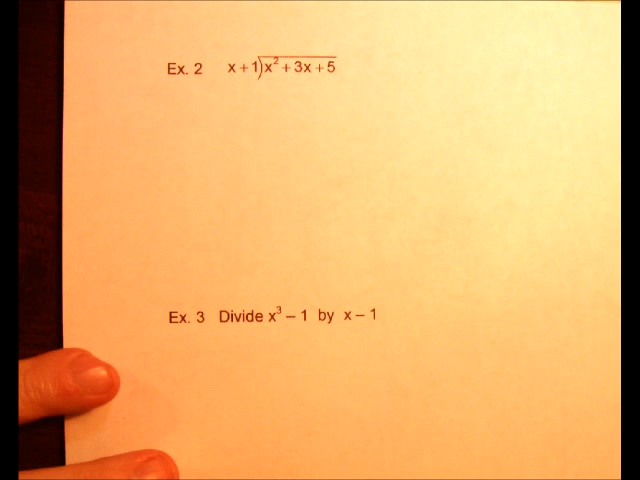 Ex. 2 x + 1)x² + 3x + 5
Ex. 3 Divide x³ – 1 by x – 1